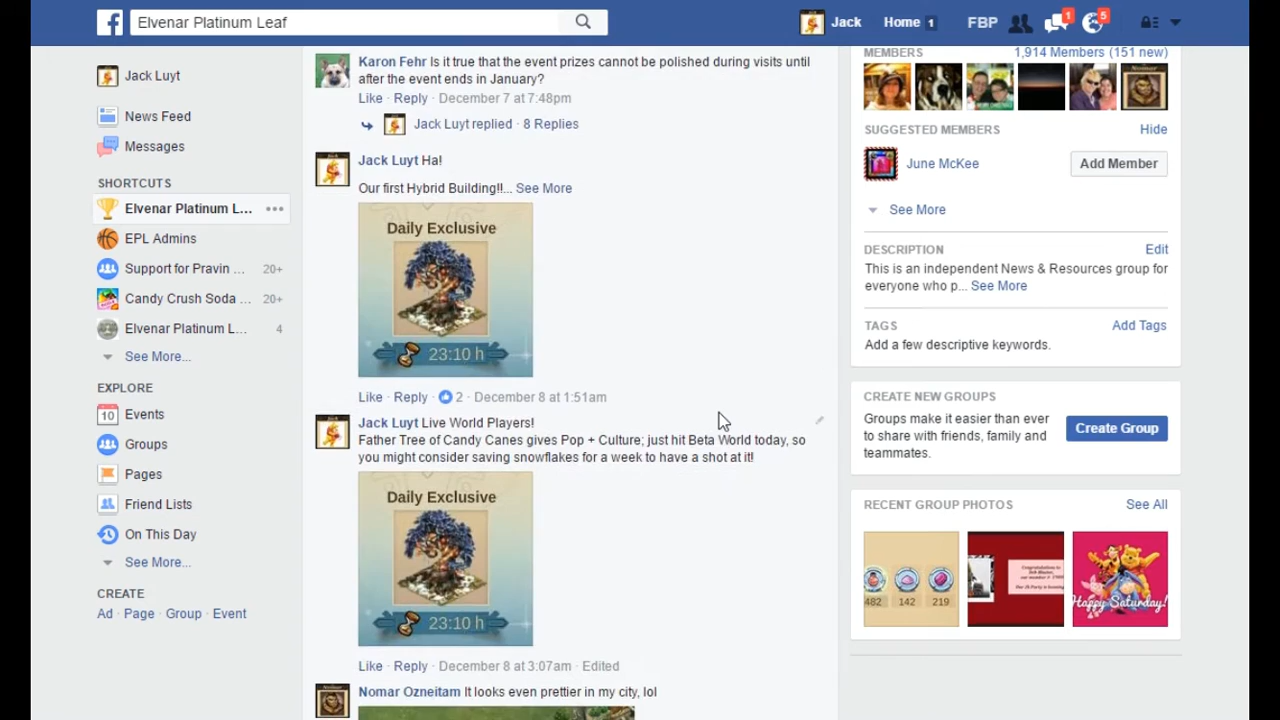 Elvenar Platinum Leaf
Jack
Home 1
FBP
1
5
Jack Luyt
News Feed
Messages
SHORTCUTS
Elvenar Platinum L...
EPL Admins
Support for Pravin ... 20+
Candy Crush Soda ... 20+
Elvenar Platinum L... 4
See More...
EXPLORE
10 Events
Groups
Pages
Friend Lists
On This Day
See More...
CREATE
Ad · Page · Group · Event
Karon Fehr Is it true that the event prizes cannot be polished during visits until
after the event ends in January?
Like · Reply · December 7 at 7:48pm
Jack Luyt replied · 8 Replies
Jack Luyt Ha!
Our first Hybrid Building!!... See More
Daily Exclusive
23:10 h
Like · Reply · 2 · December 8 at 1:51am
Jack Luyt Live World Players!
Father Tree of Candy Canes gives Pop + Culture; just hit Beta World today, so
you might consider saving snowflakes for a week to have a shot at it!
Daily Exclusive
23:10 h
Like · Reply · December 8 at 3:07am · Edited
Nomar Ozneitam It looks even prettier in my city, lol
MEMBERS 1,914 Members (151 new)
SUGGESTED MEMBERS Hide
June McKee Add Member
See More
DESCRIPTION Edit
This is an independent News & Resources group for
everyone who p... See More
TAGS Add Tags
Add a few descriptive keywords.
CREATE NEW GROUPS
Groups make it easier than ever
to share with friends, family and
teammates.
Create Group
RECENT GROUP PHOTOS See All
482 142 219
Happy Saturday!